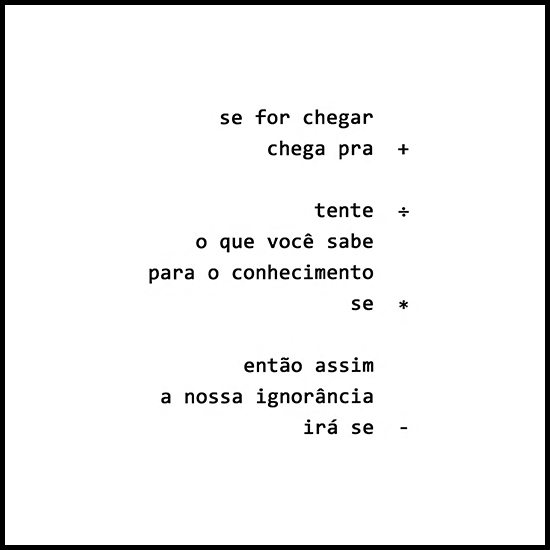 se for chegar
chega pra +
tente ÷
o que você sabe
para o conhecimento
se *
então assim
a nossa ignorância
irá se -